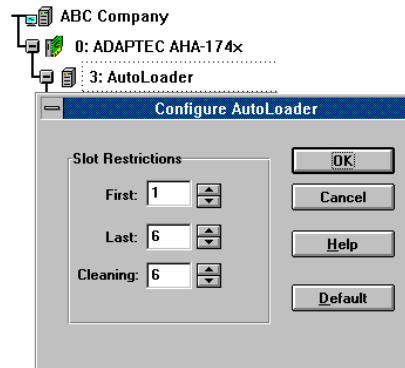 ABC Company
0: ADAPTEC AHA-174x
3: AutoLoader
Configure AutoLoader
Slot Restrictions
First: 1
Last: 6
Cleaning: 6
OK
Cancel
Help
Default